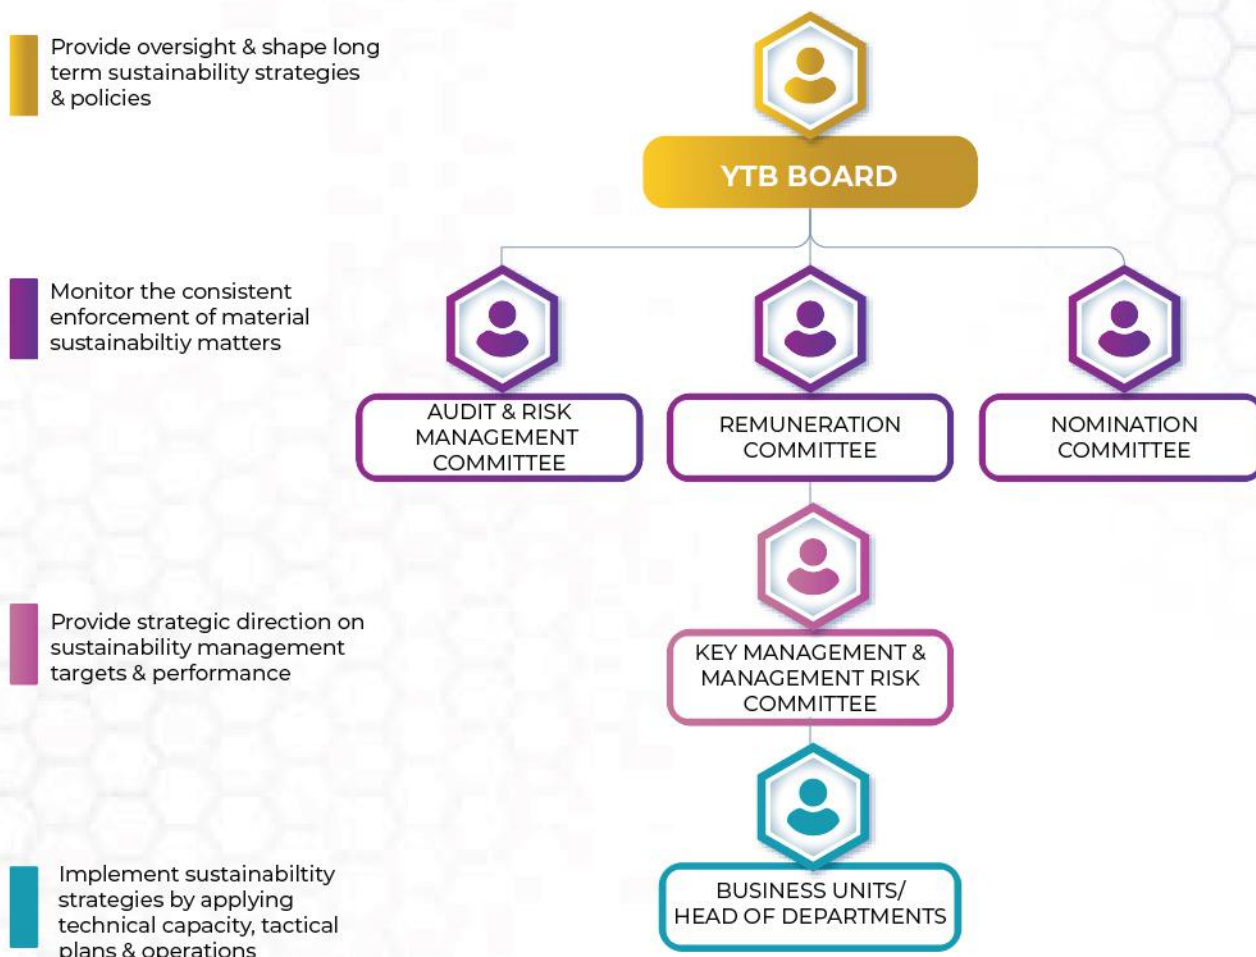 Provide oversight & shape long
term sustainability strategies
& policies
YTB BOARD
Monitor the consistent
enforcement of material
sustainabiltiy matters
AUDIT & RISK
MANAGEMENT
COMMITTEE
REMUNERATION
COMMITTEE
NOMINATION
COMMITTEE
Provide strategic direction on
sustainability management
targets & performance
KEY MANAGEMENT &
MANAGEMENT RISK
COMMITTEE
Implement sustainabiltity
strategies by applying
technical capacity, tactical
plans & operations
BUSINESS UNITS/
HEAD OF DEPARTMENTS